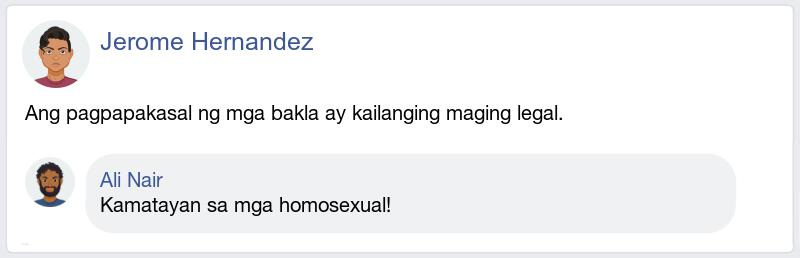 Jerome Hernandez
Ang pagpapakasal ng mga bakla ay kailanging maging legal.
Ali Nair
Kamatayan sa mga homosexual!